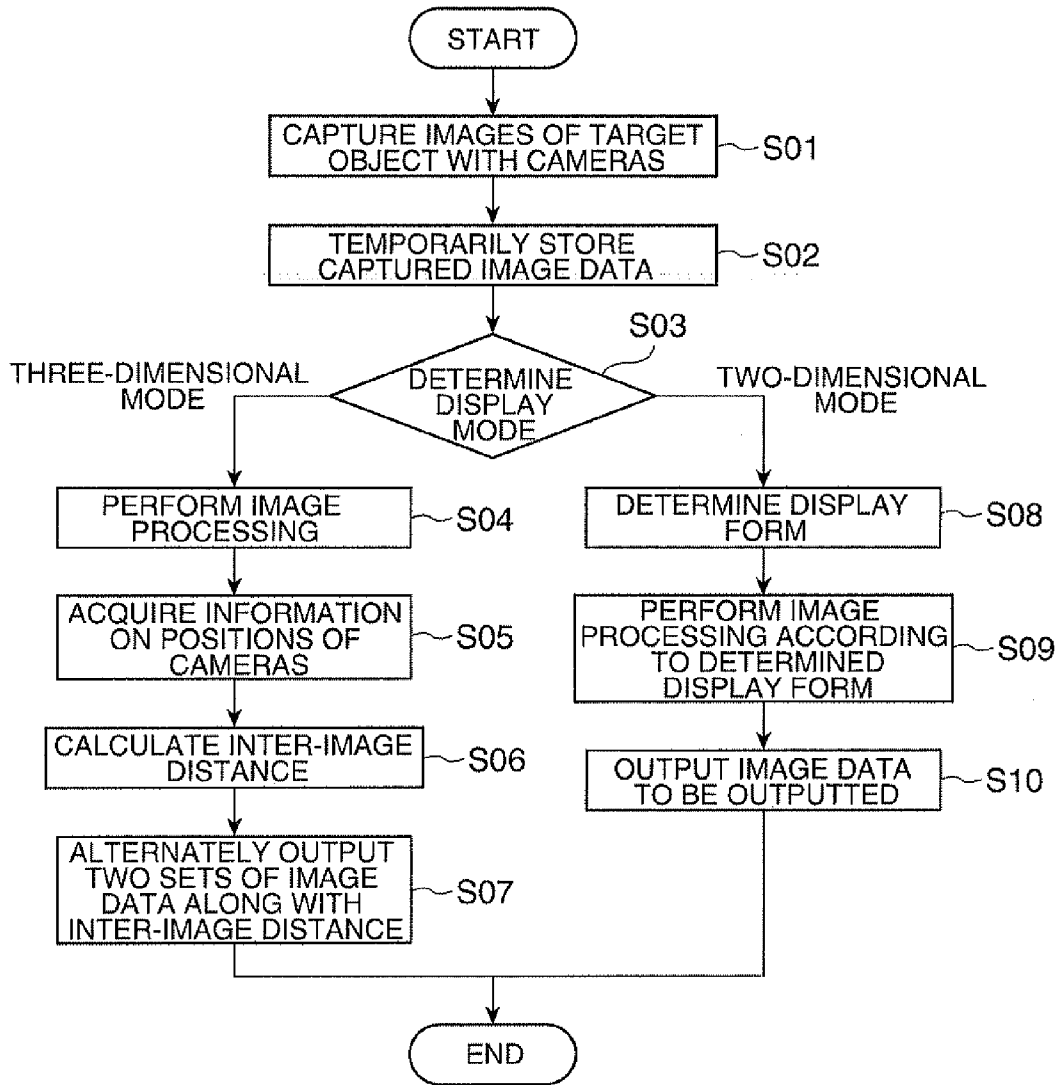 START
CAPTURE IMAGES OF TARGET
OBJECT WITH CAMERAS
S01
TEMPORARILY STORE
CAPTURED IMAGE DATA
S02
S03
DETERMINE
DISPLAY
MODE
THREE-DIMENSIONAL
MODE
TWO-DIMENSIONAL
MODE
PERFORM IMAGE
PROCESSING
S04
ACQUIRE INFORMATION
ON POSITIONS OF
CAMERAS
S05
CALCULATE INTER-IMAGE
DISTANCE
S06
ALTERNATELY OUTPUT
TWO SETS OF IMAGE
DATA ALONG WITH
INTER-IMAGE DISTANCE
S07
DETERMINE DISPLAY
FORM
S08
PERFORM IMAGE
PROCESSING ACCORDING
TO DETERMINED
DISPLAY FORM
S09
OUTPUT IMAGE DATA
TO BE OUTPUTTED
S10
END